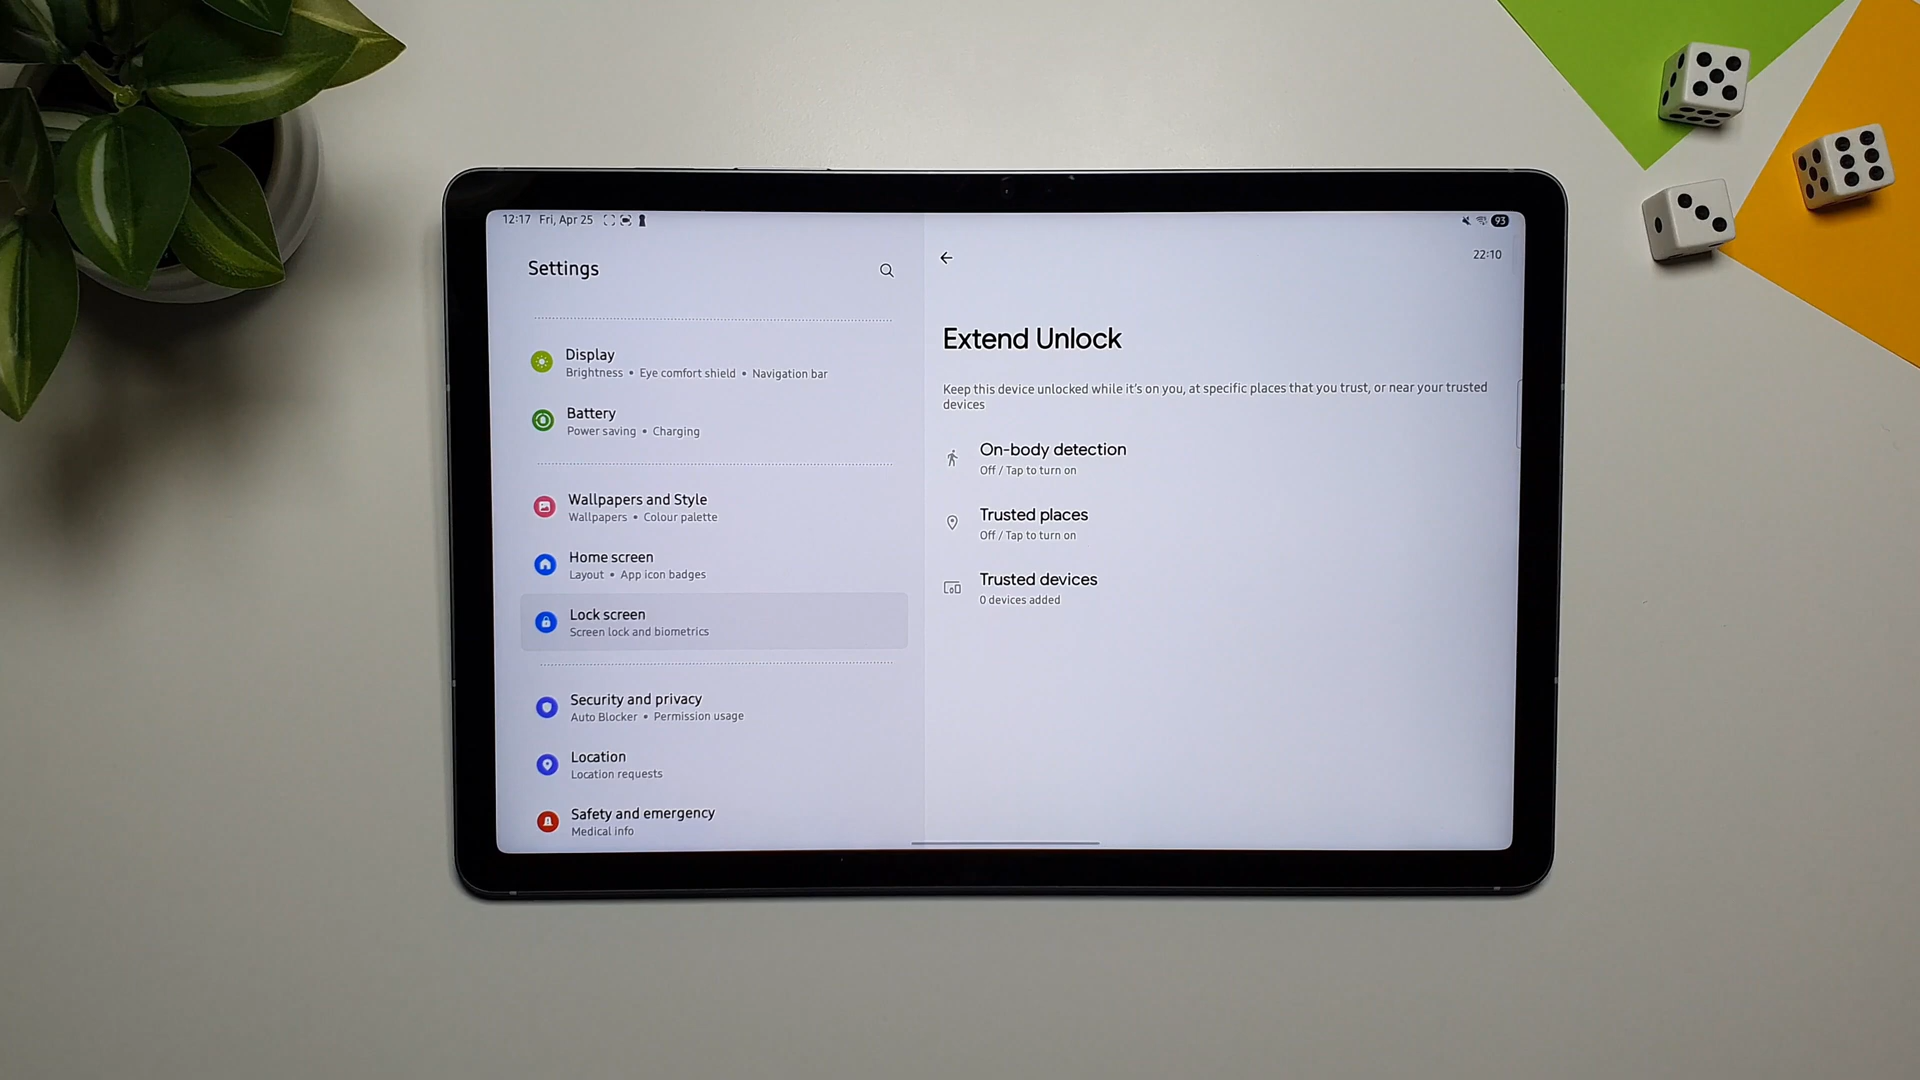 12:17 Fri, Apr 25
93
Settings
Display
Brightness • Eye comfort shield • Navigation bar
Battery
Power saving • Charging
Wallpapers and Style
Wallpapers • Colour palette
Home screen
Layout • App icon badges
Lock screen
Screen lock and biometrics
Security and privacy
Auto Blocker • Permission usage
Location
Location requests
Safety and emergency
Medical info
22:10
Extend Unlock
Keep this device unlocked while it's on you, at specific places that you trust, or near your trusted
devices
On-body detection
Off / Tap to turn on
Trusted places
Off / Tap to turn on
Trusted devices
0 devices added